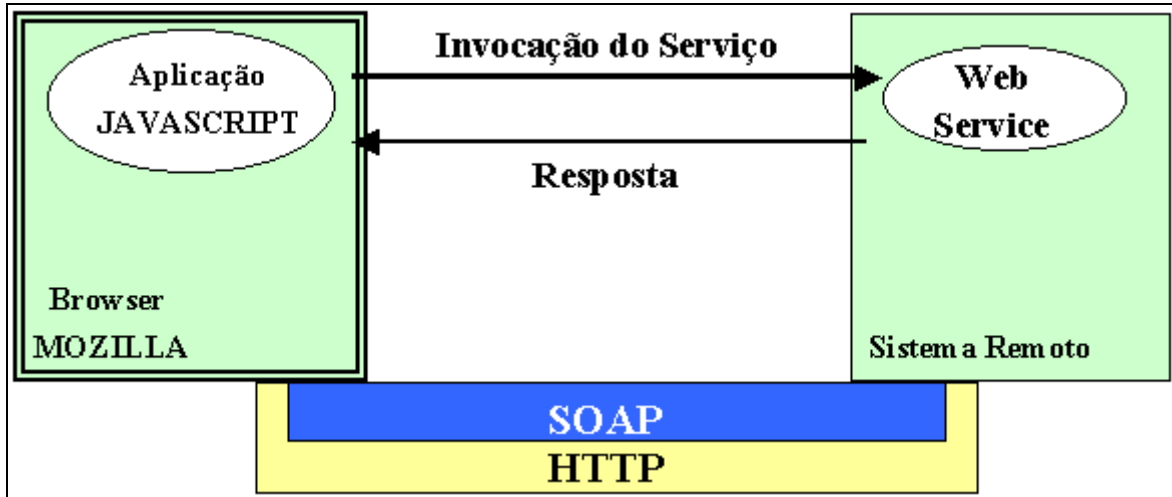 Invocação do Serviço
Aplicação
JAVASCRIPT
Web
Service
Resposta
Browser
MOZILLA
Sistema Remoto
SOAP
HTTP